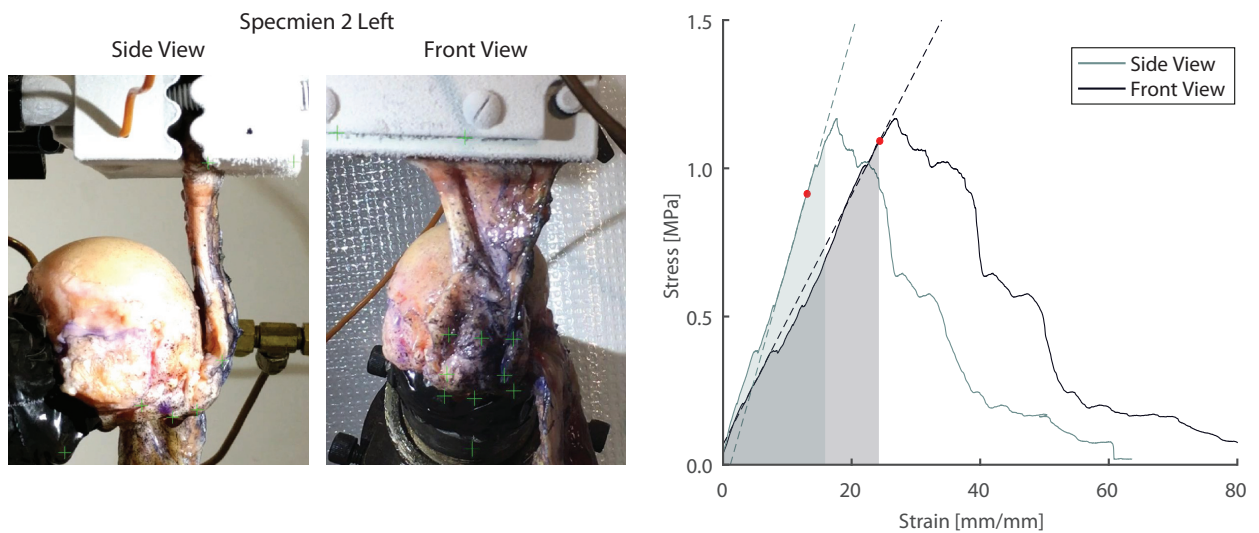 Specmien 2 Left
Side View
Front View
1.5
1.0
0.5
0.0
Stress [MPa]
0
20
40
60
80
Strain [mm/mm]
Side View
Front View